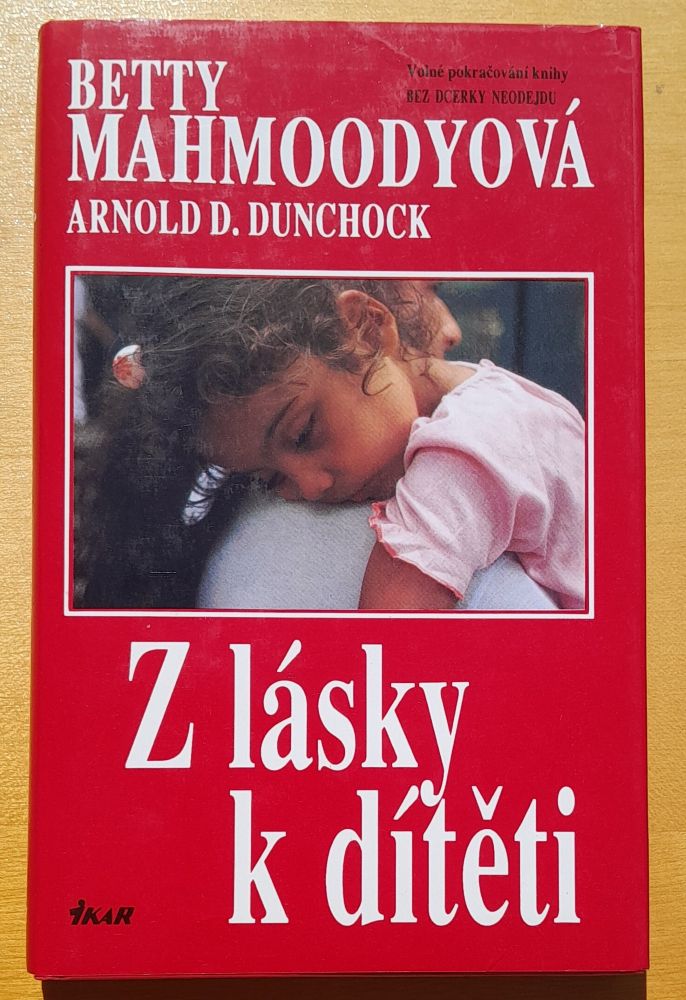 BETTY
MAHMOODYOVÁ
ARNOLD D. DUNCHOCK
Volné pokračování knihy
BEZ DCERKY NEODEJDU
Z lásky
k dítěti
IKAR